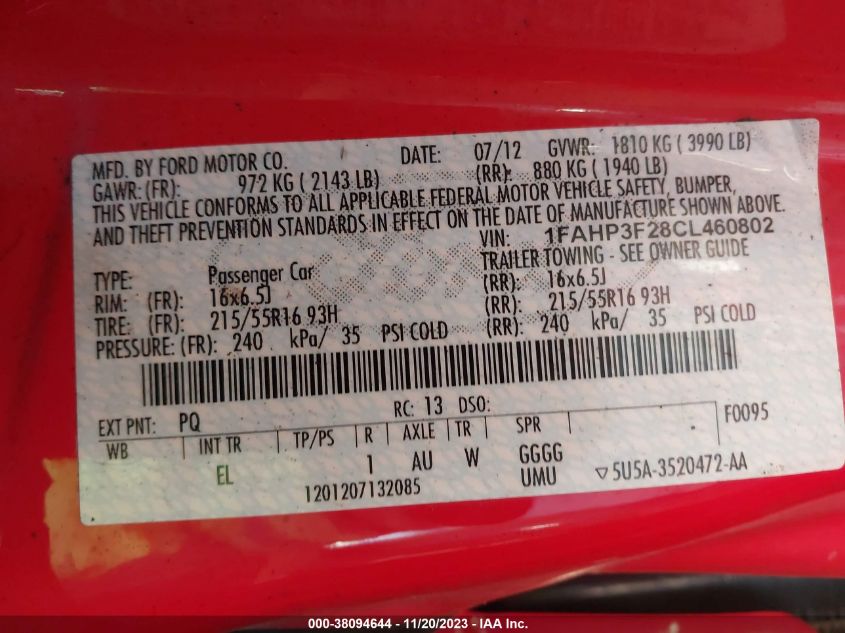 MFD. BY FORD MOTOR CO. DATE: 07/12 GVWR: 1810 KG ( 3990 LB)
GAWR: (FR): 972 KG ( 2143 LB) (RR): 880 KG ( 1940 LB)
THIS VEHICLE CONFORMS TO ALL APPLICABLE FEDERAL MOTOR VEHICLE SAFETY, BUMPER,
AND THEFT PREVENTION STANDARDS IN EFFECT ON THE DATE OF MANUFACTURE SHOWN ABOVE.
VIN: 1FAHP3F28CL460802
TYPE: Passenger Car TRAILER TOWING - SEE OWNER GUIDE
RIM: (FR): 16x6.5J (RR): 16x6.5J
TIRE: (FR): 215/55R16 93H (RR): 215/55R16 93H
PRESSURE: (FR): 240 kPa/ 35 PSI COLD (RR): 240 kPa/ 35 PSI COLD
EXT PNT: PQ RC: 13 DSO: F0095
WB INT TR TP/PS R AXLE TR SPR
EL 1 AU W GGGG
1201207132085 UMU ▽5U5A-3520472-AA
000-38094644 - 11/20/2023 - IAA Inc.